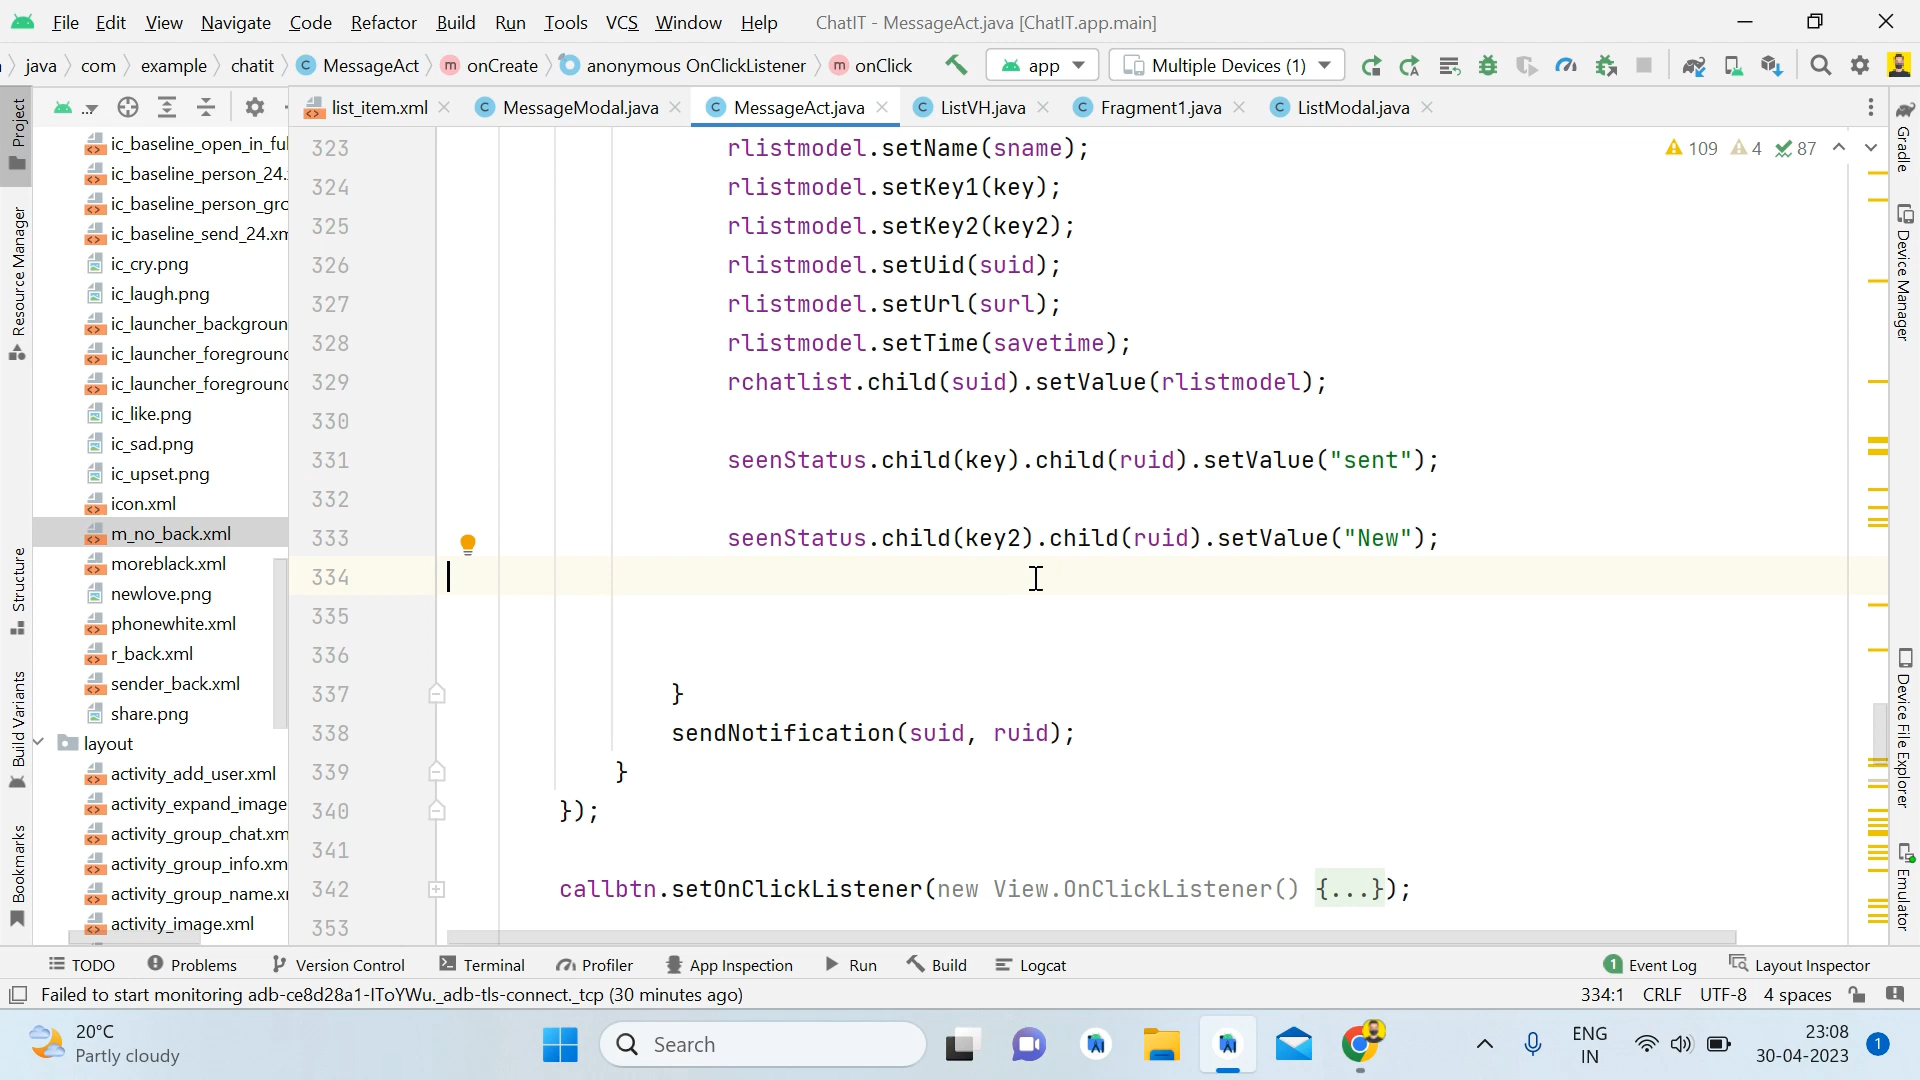 File Edit View Navigate Code Refactor Build Run Tools VCS Window Help ChatIT - MessageAct.java [ChatIT.app.main]
java com example chatit C MessageAct m onCreate anonymous OnClickListener m onClick app Multiple Devices (1)
list_item.xml C MessageModal.java C MessageAct.java C ListVH.java C Fragment1.java C ListModal.java
Project
Resource Manager
Structure
Build Variants
Bookmarks
ic_baseline_open_in_ful
ic_baseline_person_24.
ic_baseline_person_gro
ic_baseline_send_24.xm
ic_cry.png
ic_laugh.png
ic_launcher_backgroun
ic_launcher_foreground
ic_launcher_foreground
ic_like.png
ic_sad.png
ic_upset.png
icon.xml
m_no_back.xml
moreblack.xml
newlove.png
phonewhite.xml
r_back.xml
sender_back.xml
share.png
layout
activity_add_user.xml
activity_expand_image
activity_group_chat.xm
activity_group_info.xm
activity_group_name.x
activity_image.xml
109 4 87
323 rlistmodel.setName(sname);
324 rlistmodel.setKey1(key);
325 rlistmodel.setKey2(key2);
326 rlistmodel.setUid(suid);
327 rlistmodel.setUrl(surl);
328 rlistmodel.setTime(savetime);
329 rchatlist.child(suid).setValue(rlistmodel);
330
331 seenStatus.child(key).child(ruid).setValue("sent");
332
333 seenStatus.child(key2).child(ruid).setValue("New");
334
335
336
337 }
338 sendNotification(suid, ruid);
339 }
340 });
341
342 callbtn.setOnClickListener(new View.OnClickListener() {...});
353
Gradle
Device Manager
Device File Explorer
Emulator
TODO Problems Version Control Terminal Profiler App Inspection Run Build Logcat 1 Event Log Layout Inspector
Failed to start monitoring adb-ce8d28a1-IToYWu._adb-tls-connect._tcp (30 minutes ago) 334:1 CRLF UTF-8 4 spaces
20°C
Partly cloudy
Search
ENG
IN
23:08
30-04-2023
1